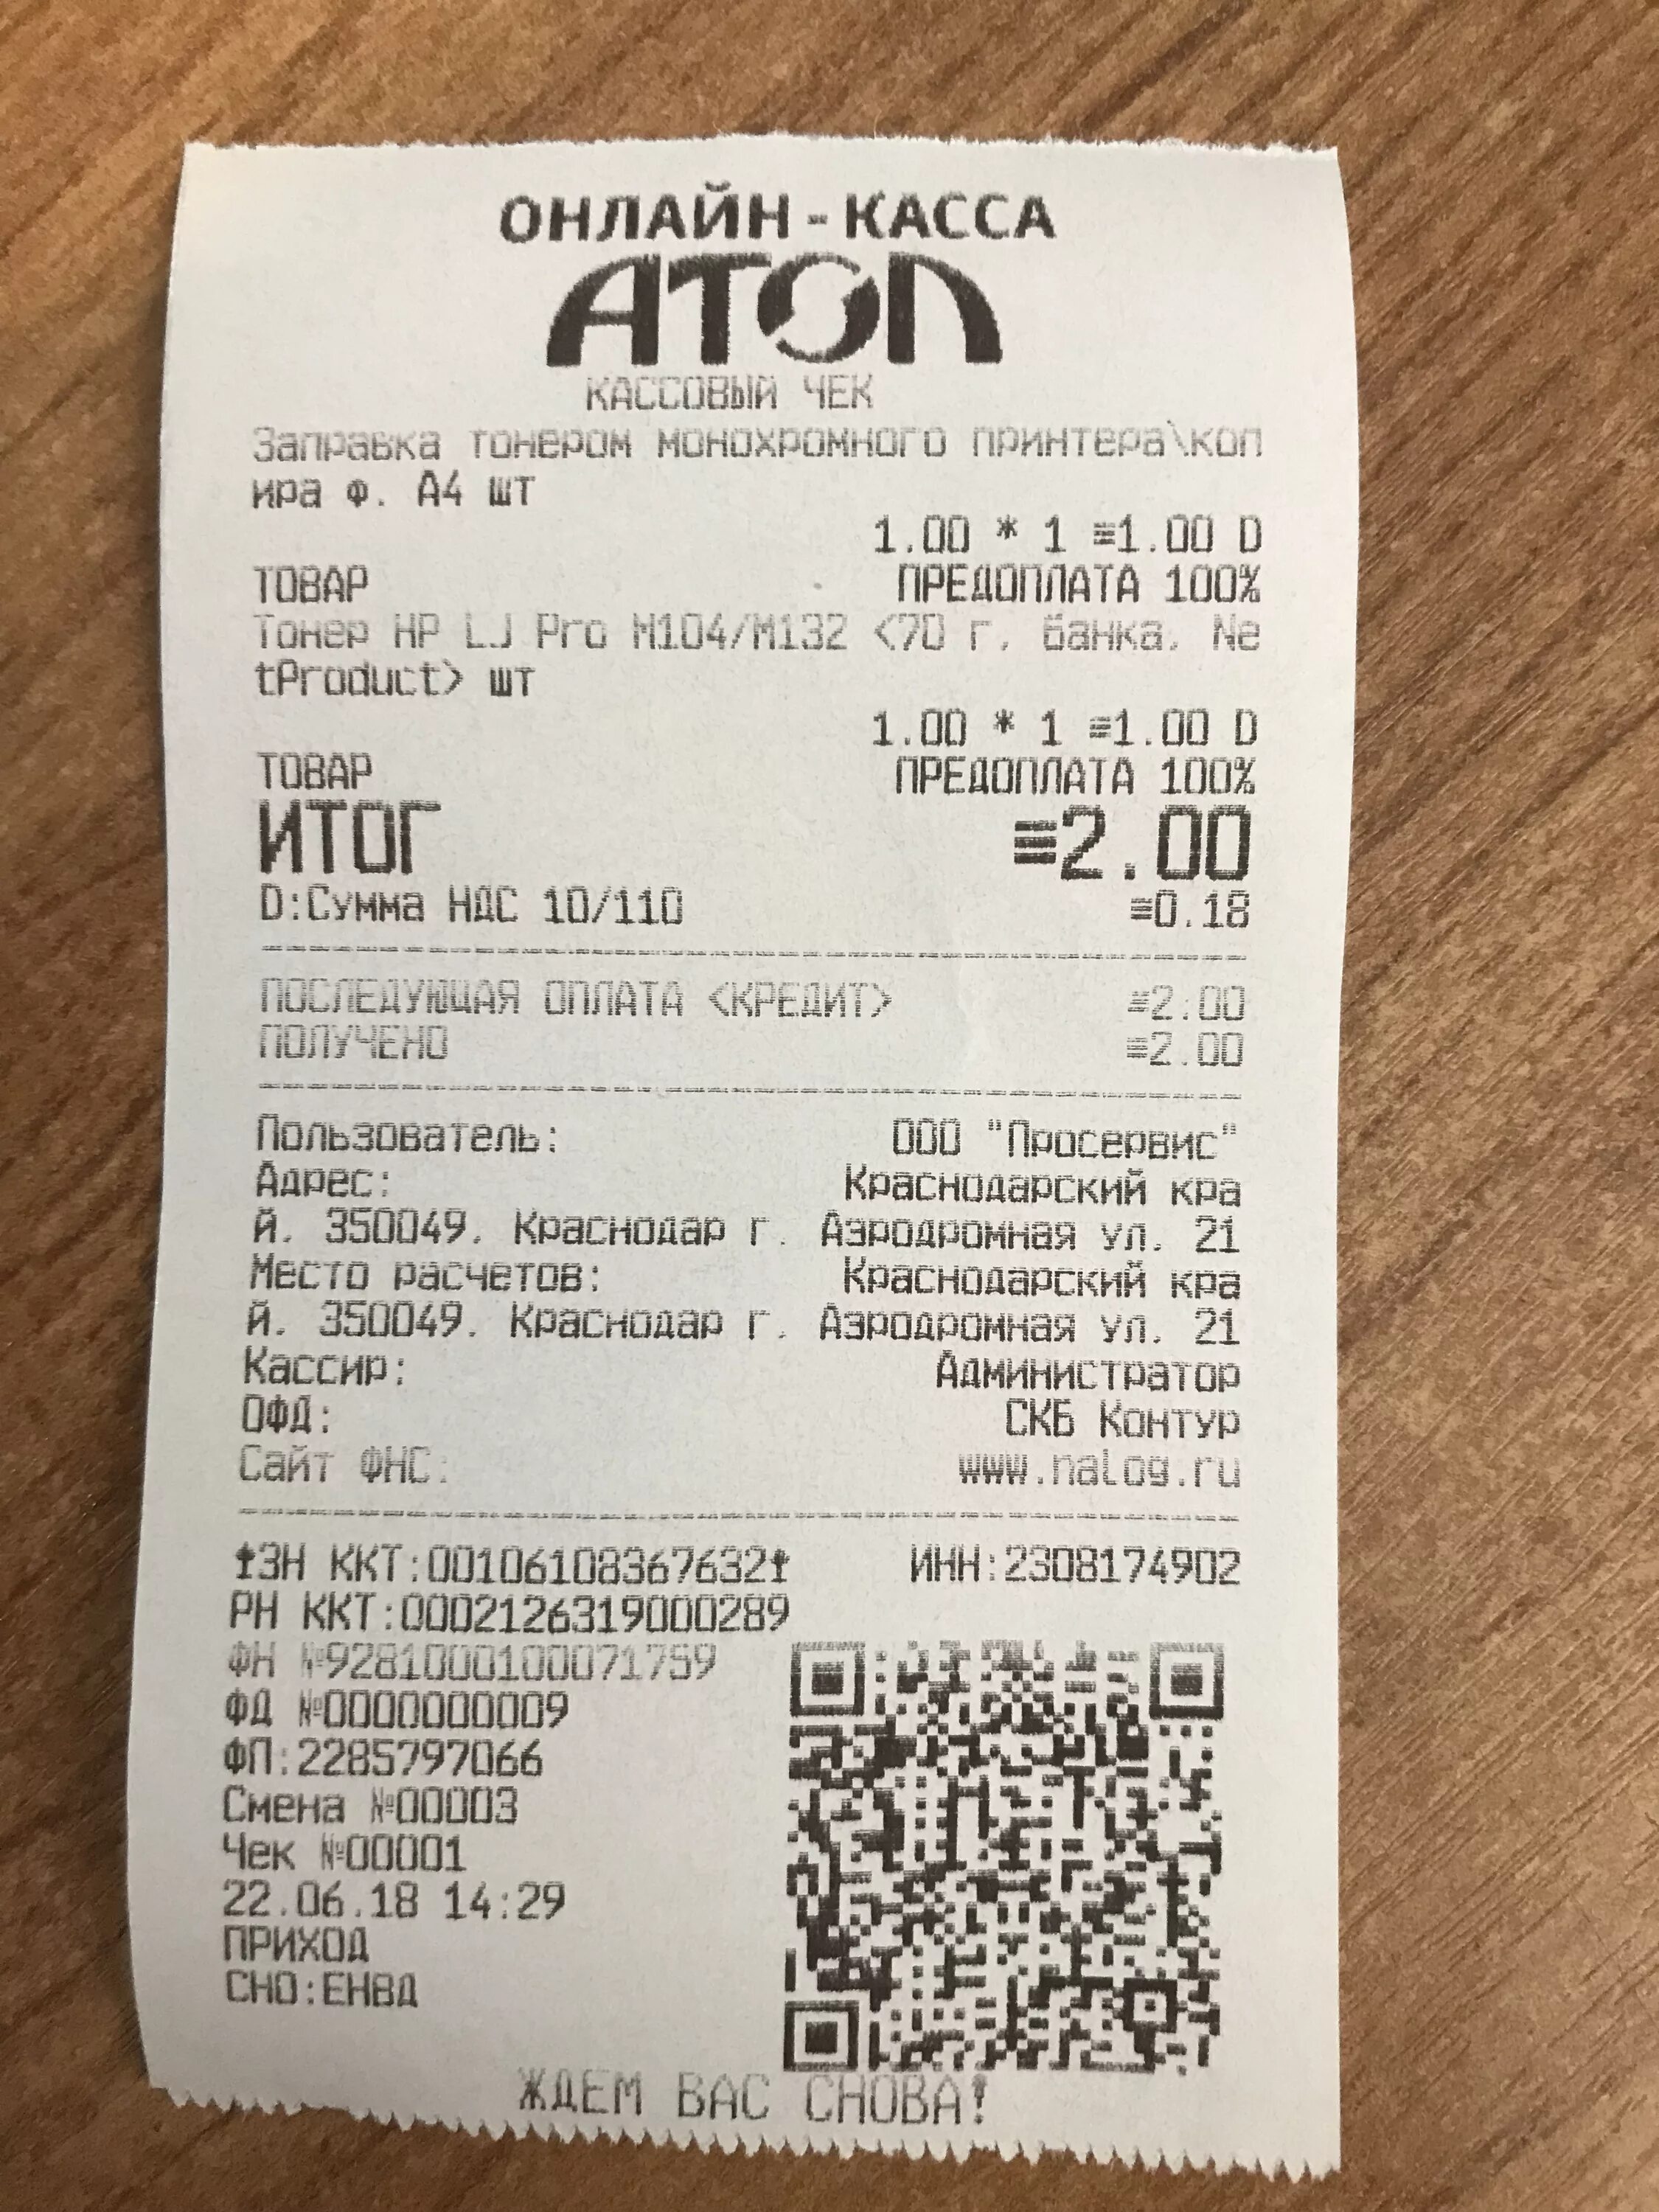 ОНЛАЙН-КАССА
АТОЛ
КАССОВЫЙ ЧЕК
Заправка тонером монохромного принтера\коп
ира ф. А4 шт
1.00 * 1 ≡1.00 D
ТОВАР ПРЕДОПЛАТА 100%
Тонер HP LJ Pro M104/M132 <70 г, банка, Ne
tProduct> шт
1.00 * 1 ≡1.00 D
ТОВАР ПРЕДОПЛАТА 100%
ИТОГ ≡2.00
D:Сумма НДС 10/110 ≡0.18
ПОСЛЕДУЮЩАЯ ОПЛАТА <КРЕДИТ> ≡2.00
ПОЛУЧЕНО ≡2.00
Пользователь: ООО "Просервис"
Адрес: Краснодарский кра
й, 350049, Краснодар г, Аэродромная ул, 21
Место расчетов: Краснодарский кра
й, 350049, Краснодар г, Аэродромная ул, 21
Кассир: Администратор
ОФД: СКБ Контур
Сайт ФНС: www.nalog.ru
ЗН ККТ:00106108367632 ИНН:2308174902
РН ККТ:0002126319000289
ФН №9281000100071759
ФД №0000000009
ФП:2285797066
Смена №00003
Чек №00001
22.06.18 14:29
ПРИХОД
СНО:ЕНВД
ЖДЕМ ВАС СНОВА!